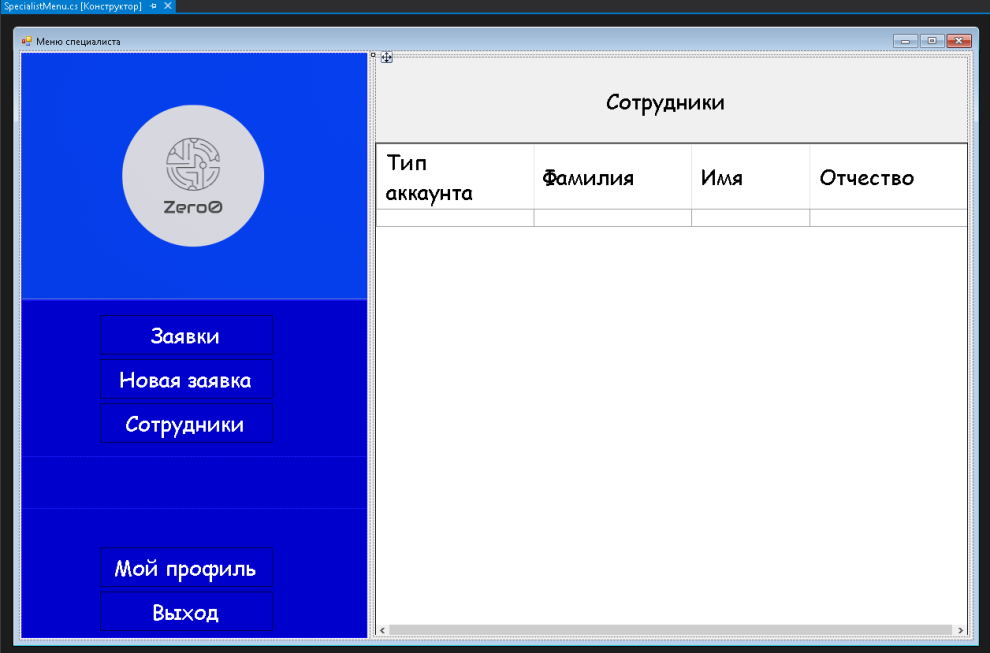 SpecialistMenu.cs [Конструктор]
Меню специалиста
Zero0
Заявки
Новая заявка
Сотрудники
Мой профиль
Выход
Сотрудники
Тип аккаунта
Фамилия
Имя
Отчество